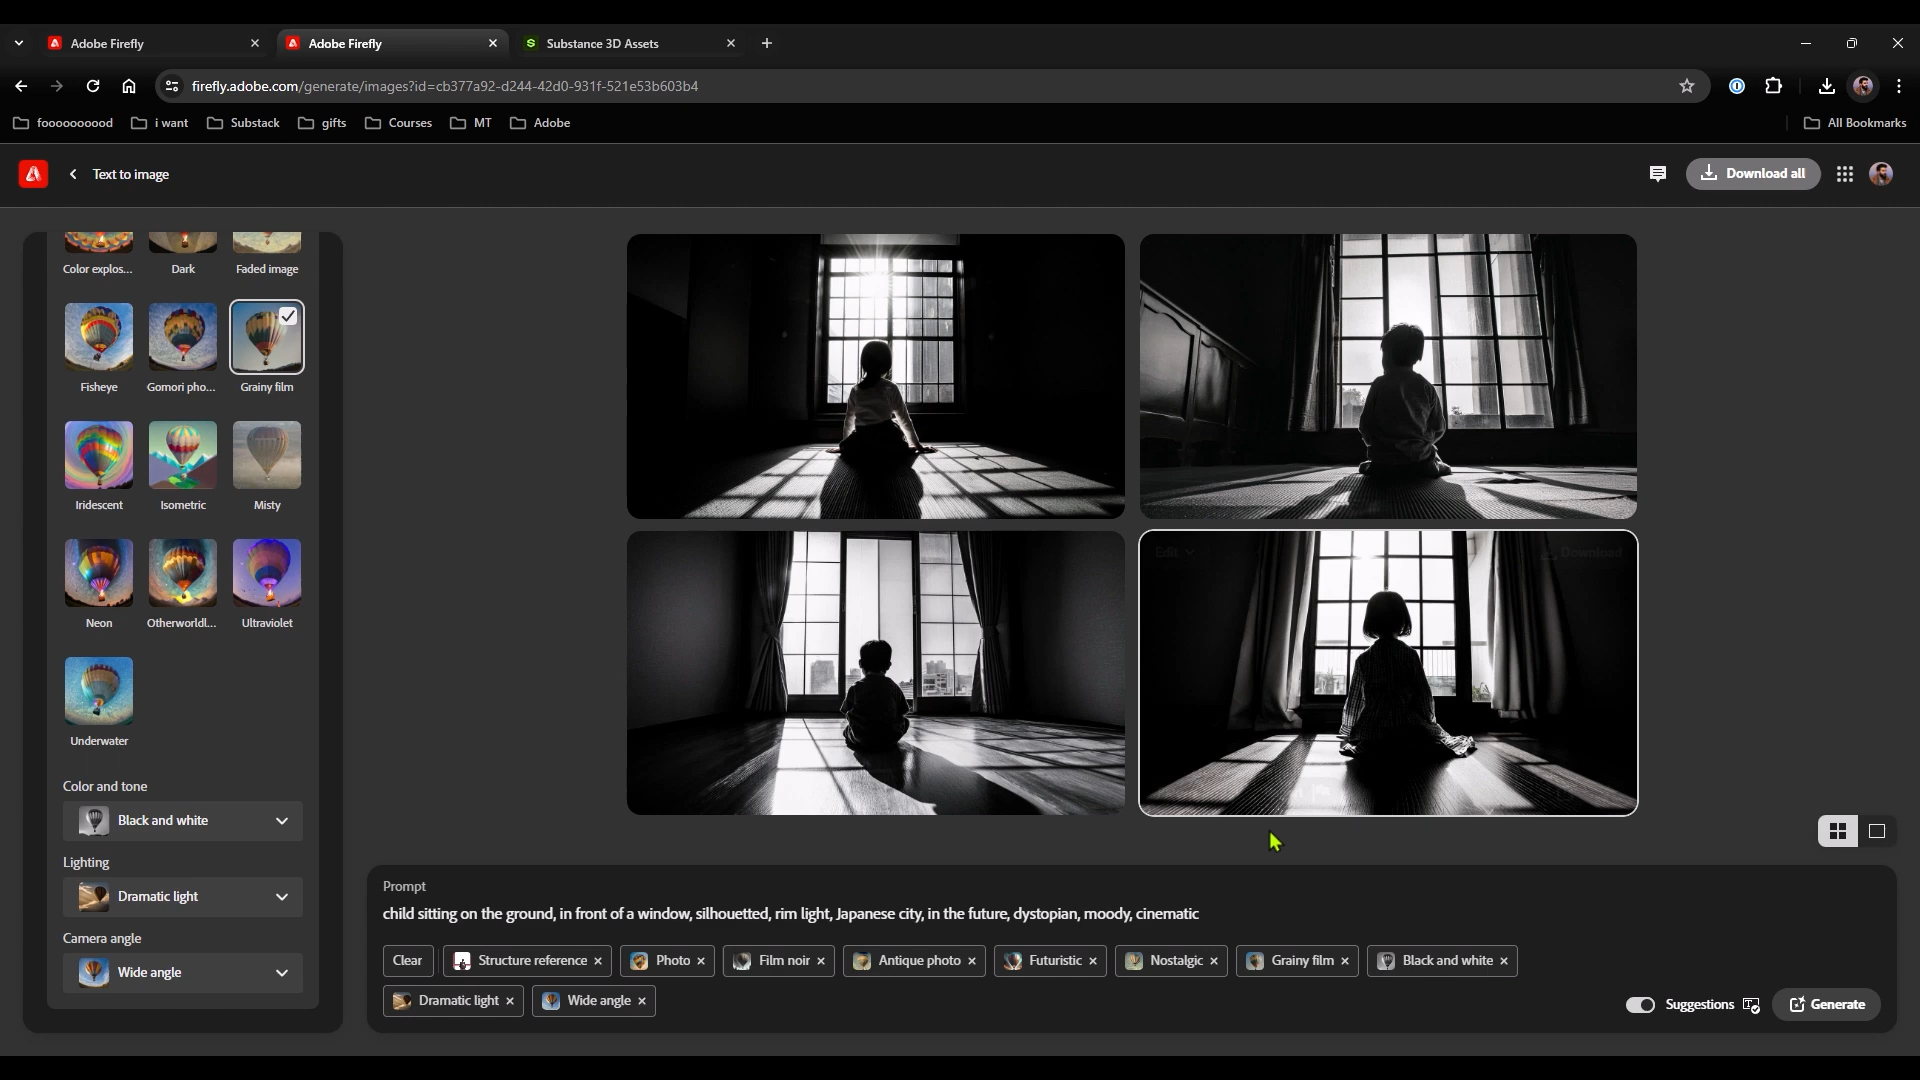 Adobe Firefly
Adobe Firefly
Substance 3D Assets
firefly.adobe.com/generate/images?id=cb377a92-d244-42d0-931f-521e53b603b4
fooooooood
i want
Substack
gifts
Courses
MT
Adobe
All Bookmarks
Text to image
Download all
Color explos...
Dark
Faded image
Fisheye
Gomori pho...
Grainy film
Iridescent
Isometric
Misty
Neon
Otherworldl...
Ultraviolet
Underwater
Color and tone
Black and white
Lighting
Dramatic light
Camera angle
Wide angle
Edit
Download
Prompt
child sitting on the ground, in front of a window, silhouetted, rim light, Japanese city, in the future, dystopian, moody, cinematic
Clear
Structure reference
Photo
Film noir
Antique photo
Futuristic
Nostalgic
Grainy film
Black and white
Dramatic light
Wide angle
Suggestions
Generate